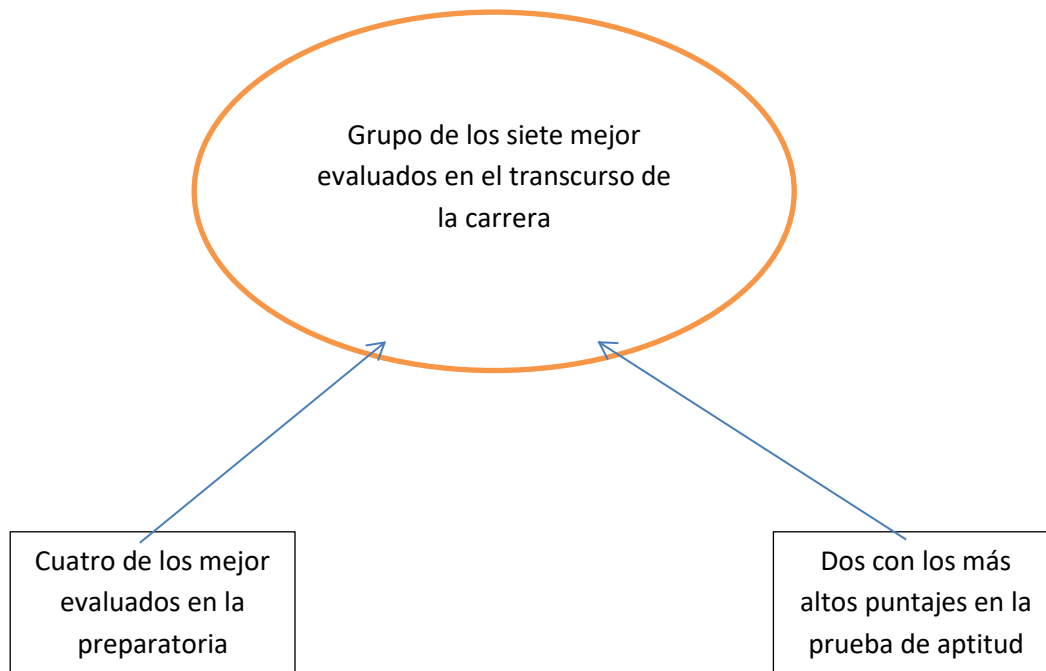 Grupo de los siete mejor
evaluados en el transcurso de
la carrera
Cuatro de los mejor
evaluados en la
preparatoria
Dos con los más
altos puntajes en la
prueba de aptitud